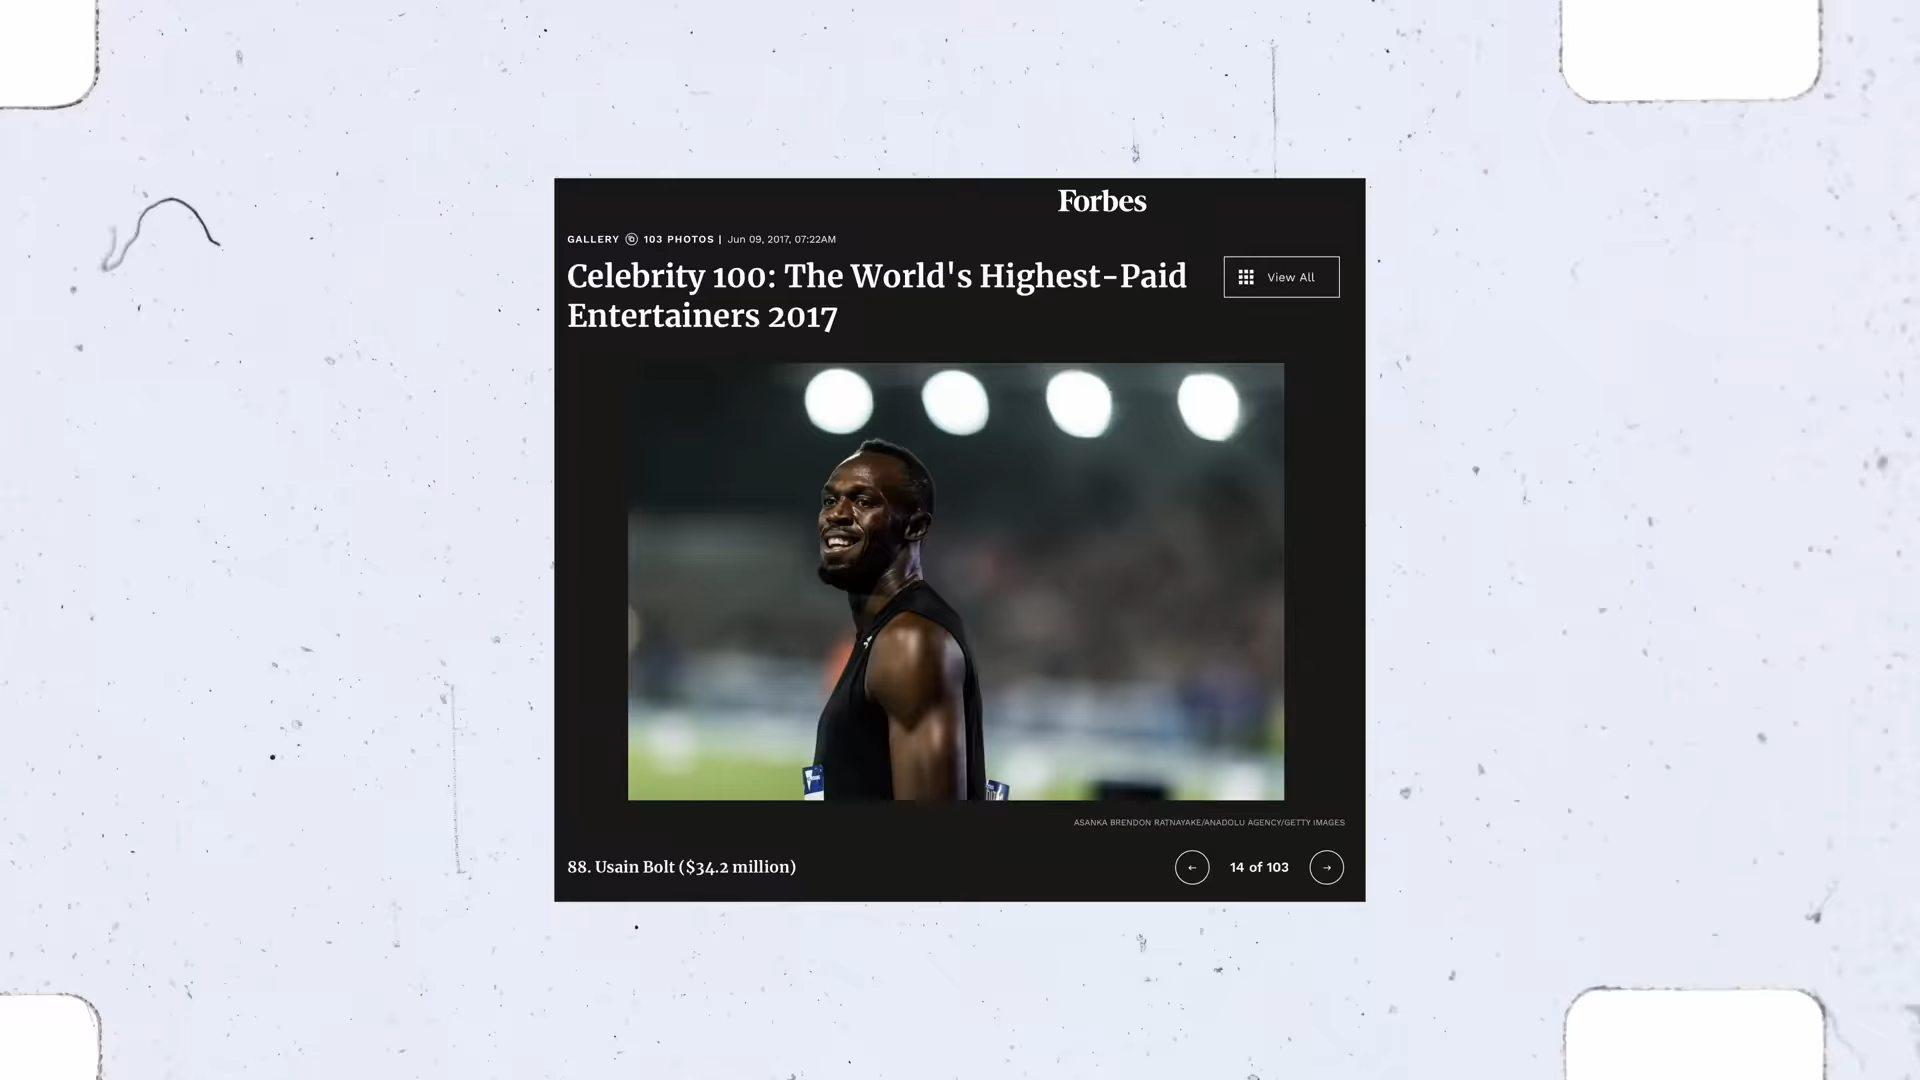 Forbes
GALLERY 103 PHOTOS | Jun 09, 2017, 07:22AM
Celebrity 100: The World's Highest-Paid
Entertainers 2017
View All
ASANKA BRENDON RATNAYAKE/ANADOLU AGENCY/GETTY IMAGES
88. Usain Bolt ($34.2 million)
← 14 of 103 →